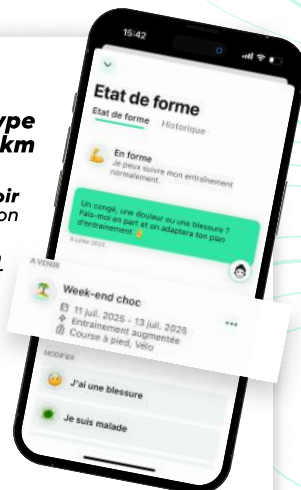 ype
km
oir
on
15:42
Etat de forme
Etat de forme Historique
En forme
Je peux suivre mon entraînement
normalement.
Un congé, une douleur ou une blessure ?
Fais-moi en part et on adaptera ton plan
d'entraînement
9 juillet 2025
A VENIR
Week-end choc
11 juil. 2025 - 13 juil. 2025
Entrainement augmentée
Course à pied, Vélo
MODIFIER
J'ai une blessure
Je suis malade